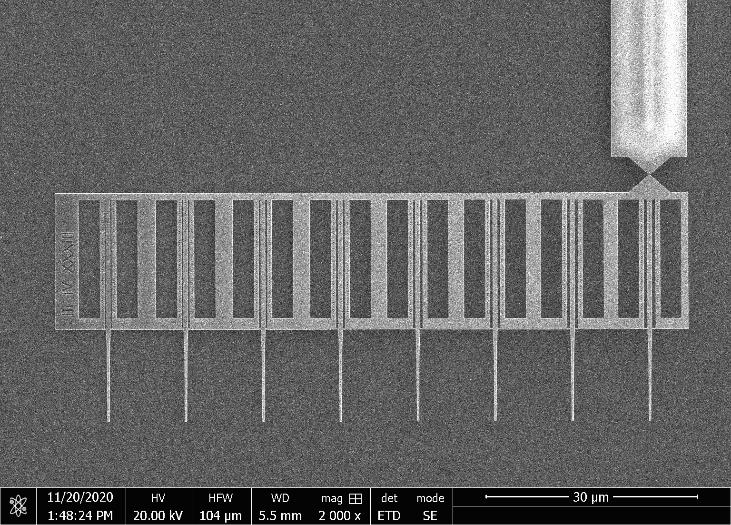 11/20/2020 HV HFW WD mag det mode 30 µm
1:48:24 PM 20.00 kV 104 µm 5.5 mm 2 000 x ETD SE